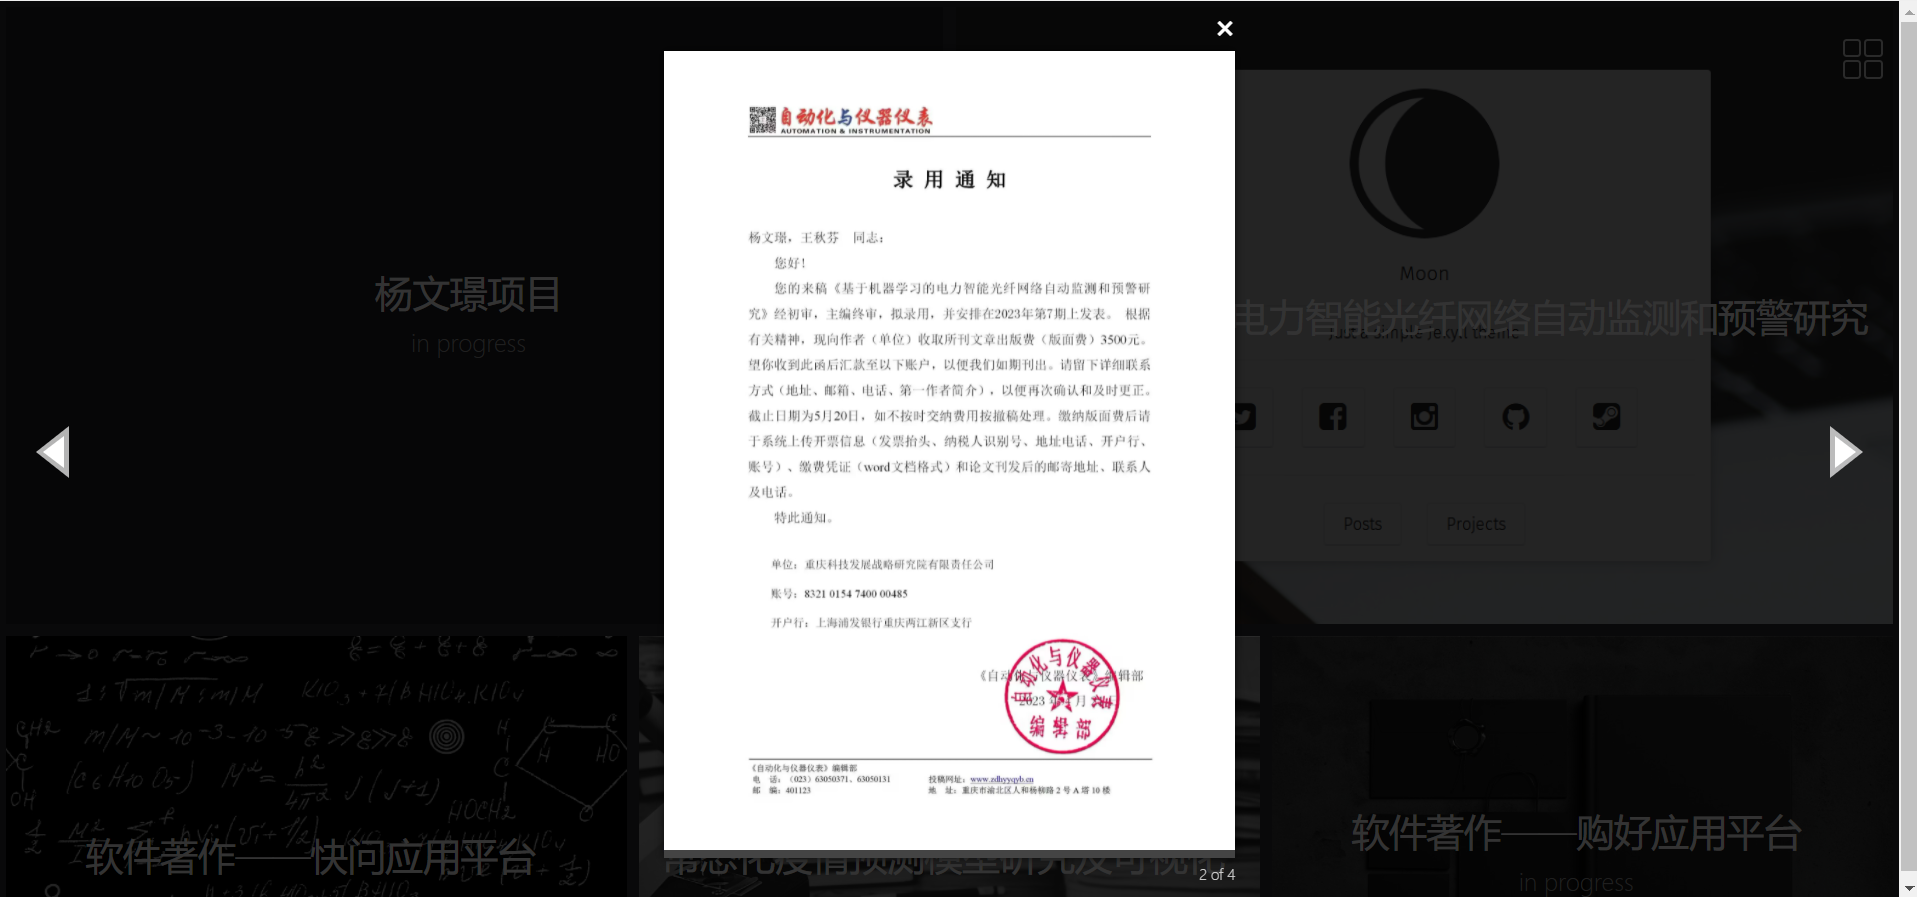 自动化与仪器仪表
AUTOMATION & INSTRUMENTATION
录用通知
杨文璟，王秋芬 同志：
您好！
您的来稿《基于机器学习的电力智能光纤网络自动监测和预警研
究》经初审，主编终审，拟录用，并安排在2023年第7期上发表。 根据
有关精神，现向作者（单位）收取所刊文章出版费（版面费）3500元。
望你收到此函后汇款至以下账户，以便我们如期刊出。请留下详细联系
方式（地址、邮箱、电话、第一作者简介），以便再次确认和及时更正。
截止日期为5月20日，如不按时交纳费用按撤稿处理。缴纳版面费后请
于系统上传开票信息（发票抬头、纳税人识别号、地址电话、开户行、
账号）、缴费凭证（word文档格式）和论文刊发后的邮寄地址、联系人
及电话。
特此通知。
单位：重庆科技发展战略研究院有限责任公司
账号：8321 0154 7400 00485
开户行：上海浦发银行重庆两江新区支行
《自动化与仪器仪表》编辑部
自动化与仪器仪表
编辑部
《自动化与仪器仪表》编辑部
电 话：（023）63050371、63050131
投稿网址：www.zdhyyqyb.cn
邮 编：401123
地 址：重庆市渝北区人和杨柳路2号A塔10楼
2 of 4
杨文璟项目
in progress
Moon
电力智能光纤网络自动监测和预警研究
just a simple jekyll theme
Posts
Projects
软件著作——快问应用平台
常态化疫情预测模型研究及可视化
软件著作——购好应用平台
in progress